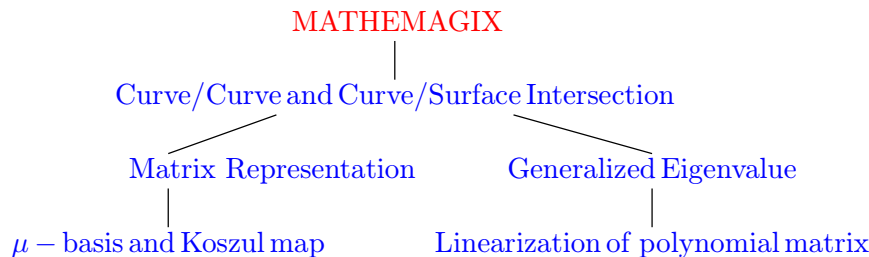 MATHEMAGIX
Curve/Curve and Curve/Surface Intersection
Matrix Representation Generalized Eigenvalue
μ − basis and Koszul map Linearization of polynomial matrix